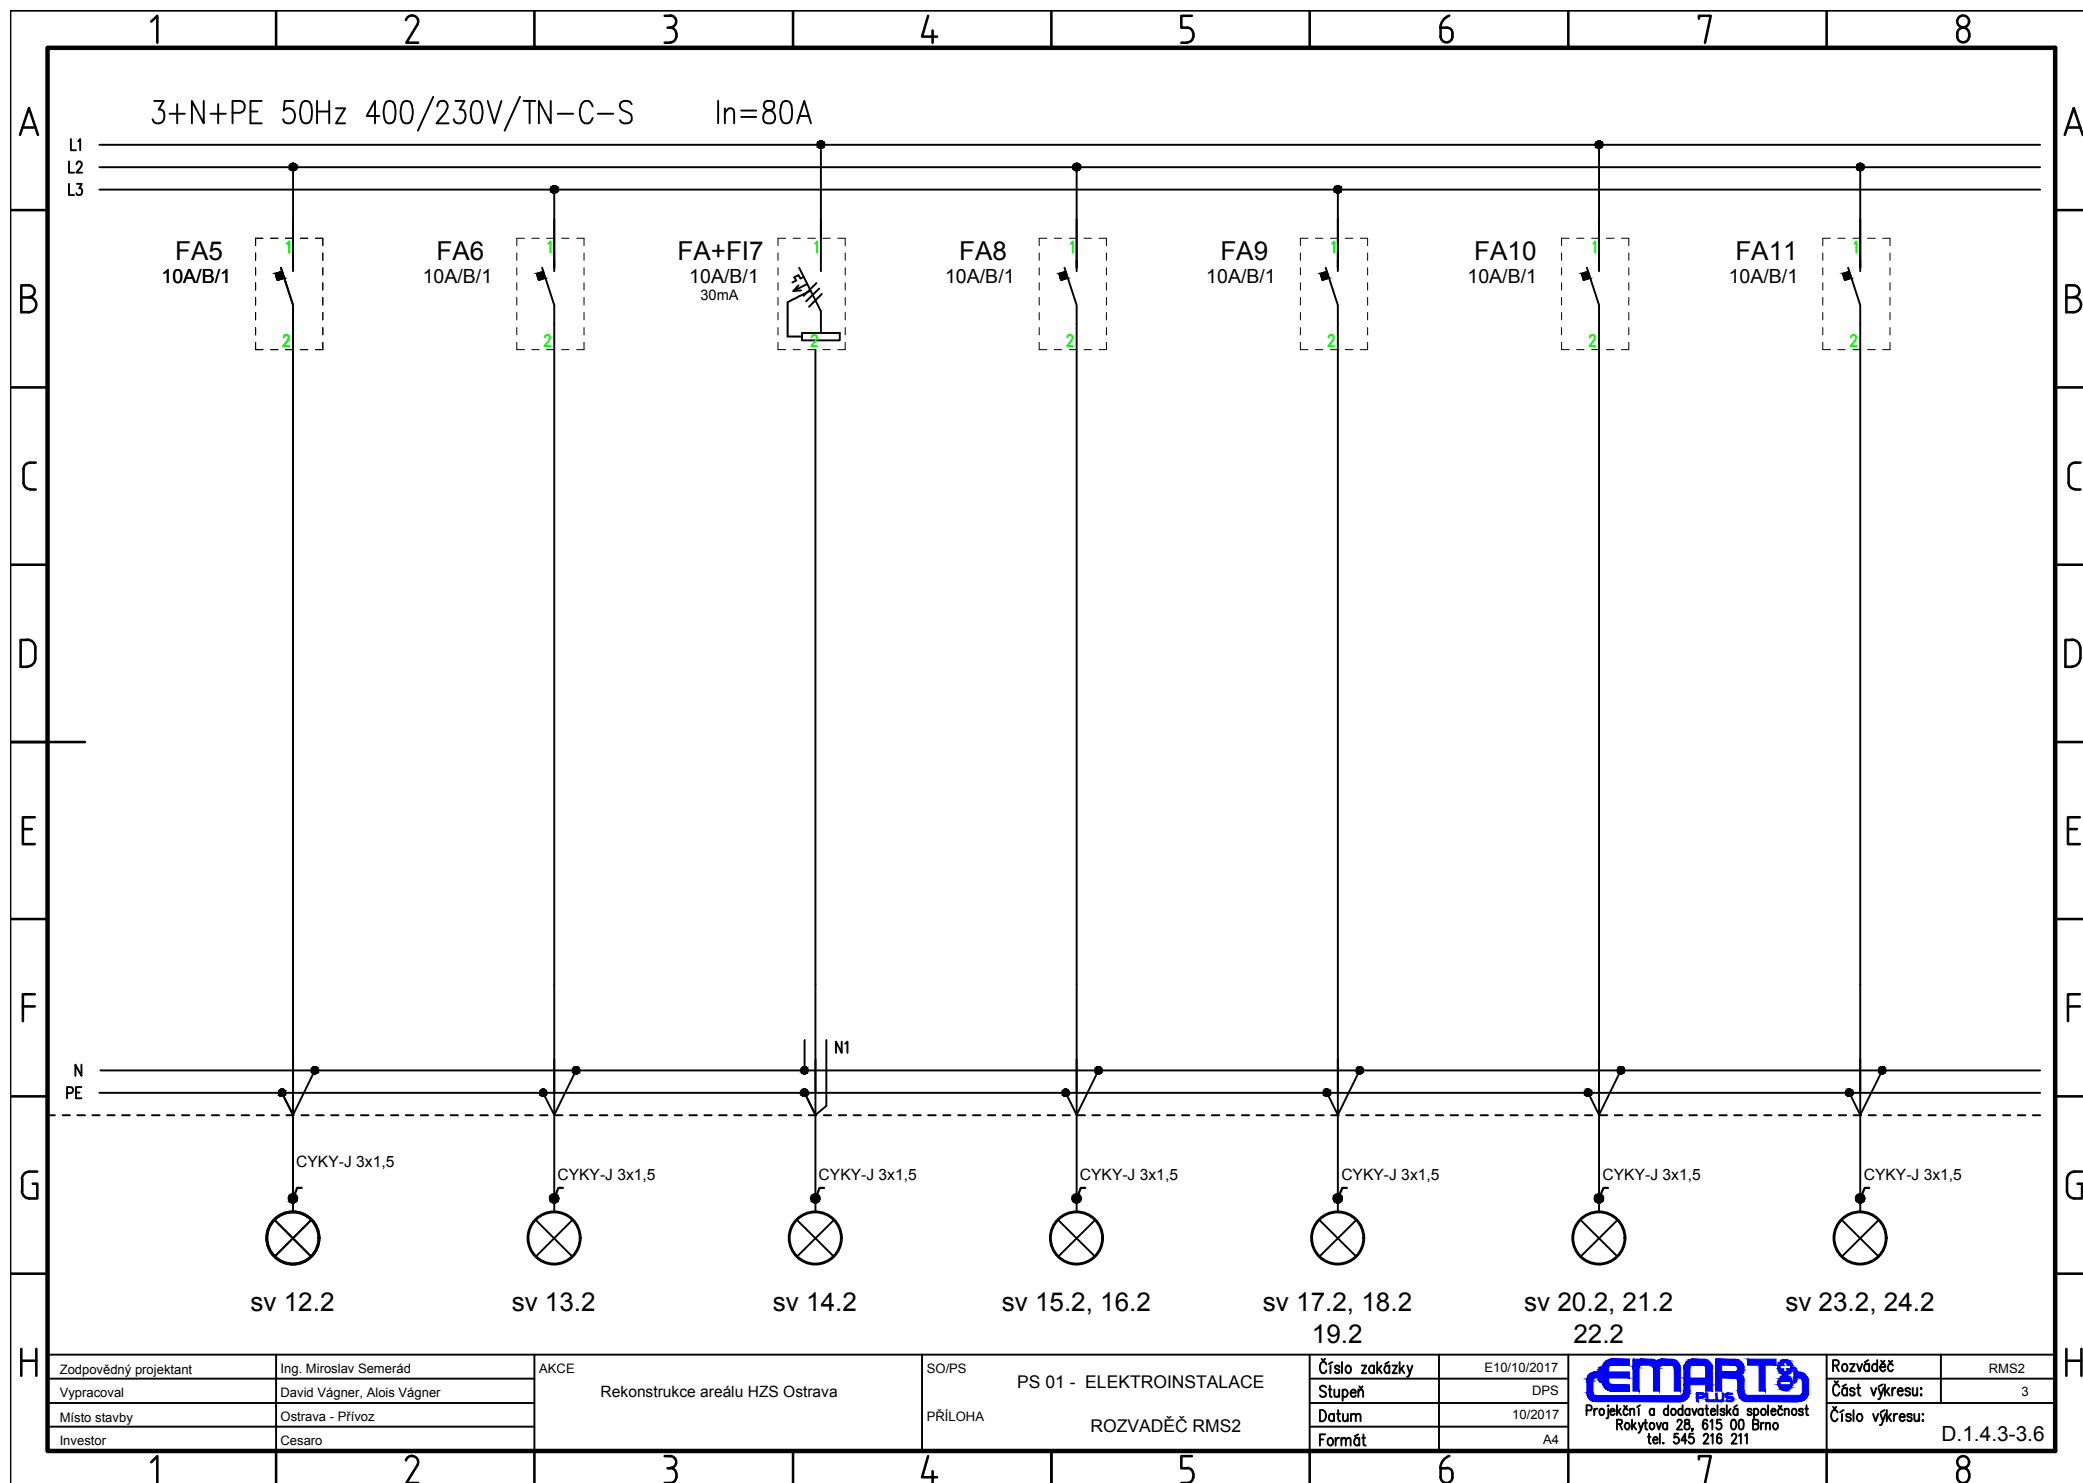 1 2 3 4 5 6 7 8
A A
3+N+PE 50Hz 400/230V/TN-C-S In=80A
L1
L2
L3
B B
FA5
10A/B/1
1
2
FA6
10A/B/1
1
2
FA+FI7
10A/B/1
30mA
1
2
FA8
10A/B/1
1
2
FA9
10A/B/1
1
2
FA10
10A/B/1
1
2
FA11
10A/B/1
1
2
C C
D D
E E
F F
N1
N
PE
G G
CYKY-J 3x1,5
CYKY-J 3x1,5
CYKY-J 3x1,5
CYKY-J 3x1,5
CYKY-J 3x1,5
CYKY-J 3x1,5
CYKY-J 3x1,5
sv 12.2
sv 13.2
sv 14.2
sv 15.2, 16.2
sv 17.2, 18.2
19.2
sv 20.2, 21.2
22.2
sv 23.2, 24.2
H H
Zodpovědný projektant Ing. Miroslav Semerád
Vypracoval David Vágner, Alois Vágner
Místo stavby Ostrava - Přívoz
Investor Cesaro
AKCE
Rekonstrukce areálu HZS Ostrava
SO/PS
PS 01 - ELEKTROINSTALACE
PŘÍLOHA
ROZVADĚČ RMS2
Číslo zakázky E10/10/2017
Stupeň DPS
Datum 10/2017
Formát A4
EMART
PLUS
Projekční a dodavatelská společnost
Rokytova 28, 615 00 Brno
tel. 545 216 211
Rozváděč RMS2
Část výkresu: 3
Číslo výkresu:
D.1.4.3-3.6
1 2 3 4 5 6 7 8